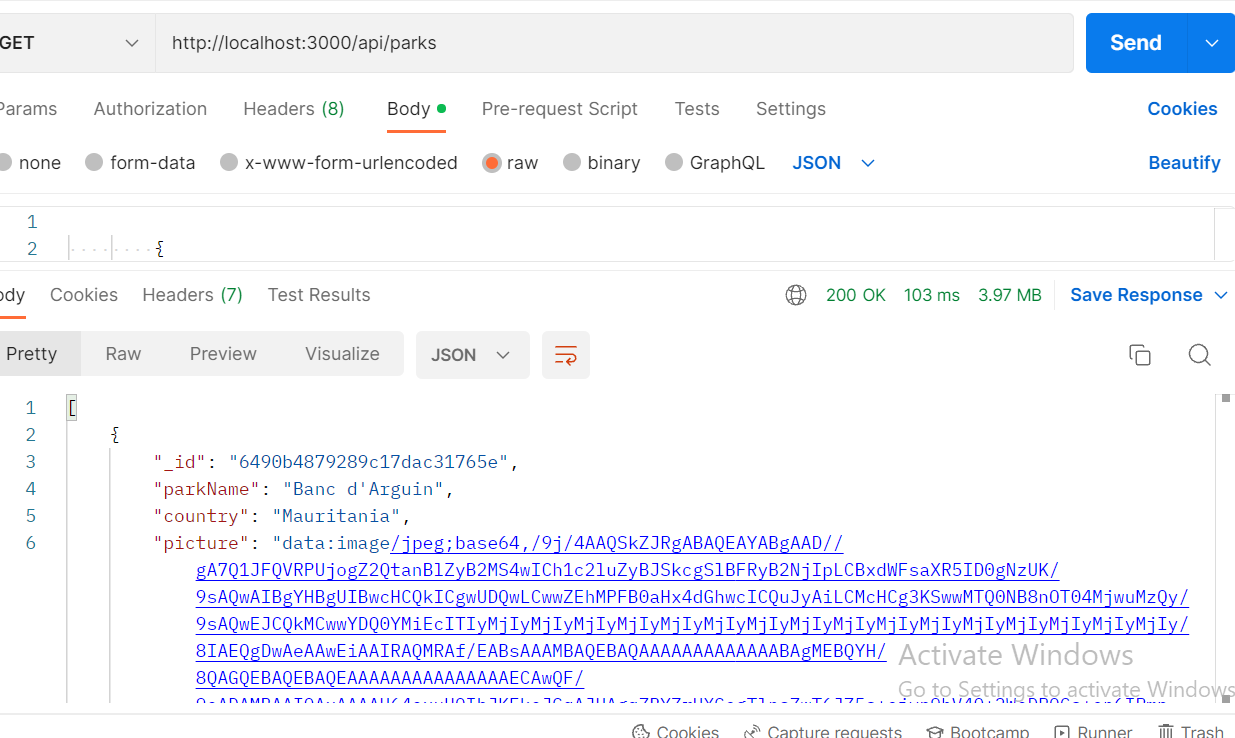 GET http://localhost:3000/api/parks Send
Params Authorization Headers (8) Body Pre-request Script Tests Settings Cookies
none form-data x-www-form-urlencoded raw binary GraphQL JSON Beautify
1
2 {
ody Cookies Headers (7) Test Results 200 OK 103 ms 3.97 MB Save Response
Pretty Raw Preview Visualize JSON
1 [
2 {
3 "_id": "6490b4879289c17dac31765e",
4 "parkName": "Banc d'Arguin",
5 "country": "Mauritania",
6 "picture": "data:image/jpeg;base64,/9j/4AAQSkZJRgABAQEAYABgAAD//
gA7Q1JFQVRPUjogZ2QtanBlZyB2MS4wICh1c2luZyBJSkcgSlBFRyB2NjIpLCBxdWFsaXR5ID0gNzUK/
9sAQwAIBgYHBgUIBwcHCQkICgwUDQwLCwwZEhMPFB0aHx4dGhwcICQuJyAiLCMcHCg3KSwwMTQ0NB8nOT04MjwuMzQy/
9sAQwEJCQkMCwwYDQ0YMiEcITIyMjIyMjIyMjIyMjIyMjIyMjIyMjIyMjIyMjIyMjIyMjIyMjIyMjIyMjIyMjIyMjIy/
8IAEQgDwAeAAwEiAAIRAQMRAf/EABsAAAMBAQEBAQAAAAAAAAAAAAABAgMEBQYH/
8QAGQEBAQEBAQEAAAAAAAAAAAAAAAECAwQF/
Activate Windows
Go to Settings to activate Windows
Cookies Capture requests Bootcamp Runner Trash